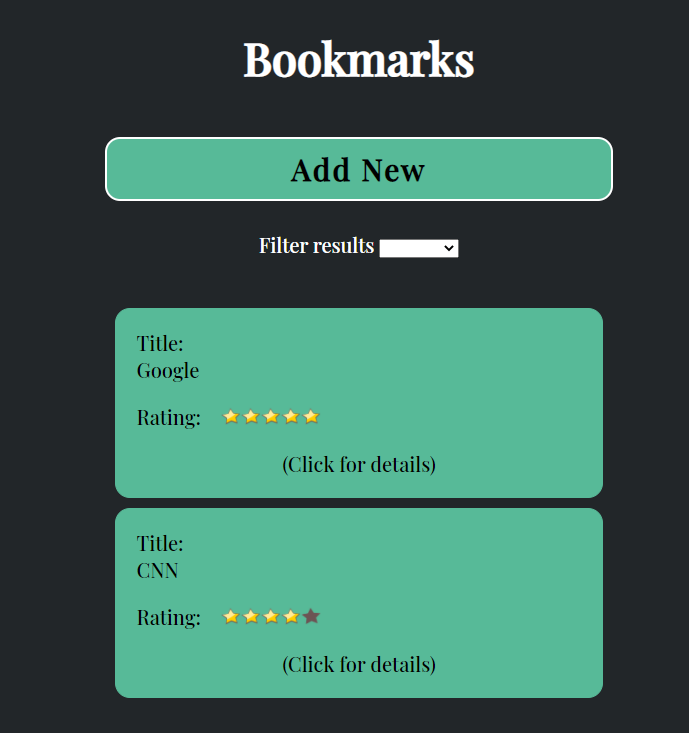 Bookmarks
Add New
Filter results
Title:
Google
Rating:
(Click for details)
Title:
CNN
Rating:
(Click for details)